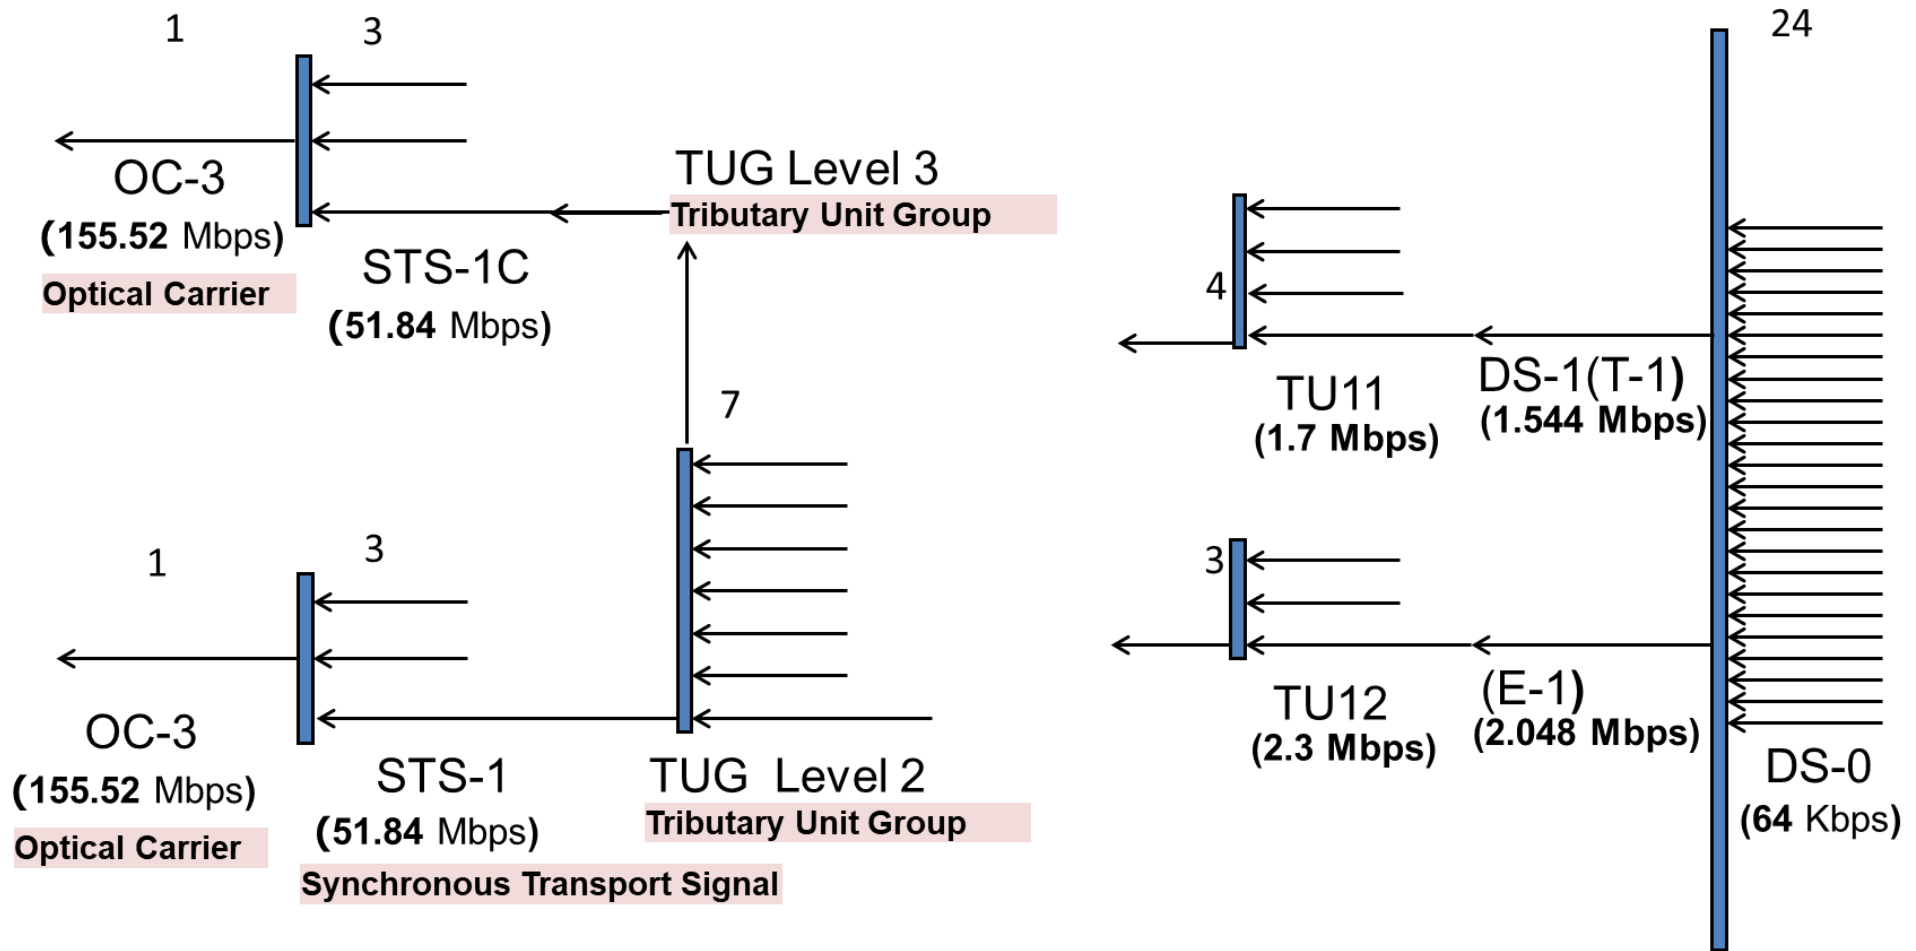 1
3
OC-3
(155.52 Mbps)
Optical Carrier
STS-1C
(51.84 Mbps)
TUG Level 3
Tributary Unit Group
7
1
3
OC-3
(155.52 Mbps)
Optical Carrier
STS-1
(51.84 Mbps)
Synchronous Transport Signal
TUG Level 2
Tributary Unit Group
4
TU11
(1.7 Mbps)
DS-1(T-1)
(1.544 Mbps)
3
TU12
(2.3 Mbps)
(E-1)
(2.048 Mbps)
24
DS-0
(64 Kbps)